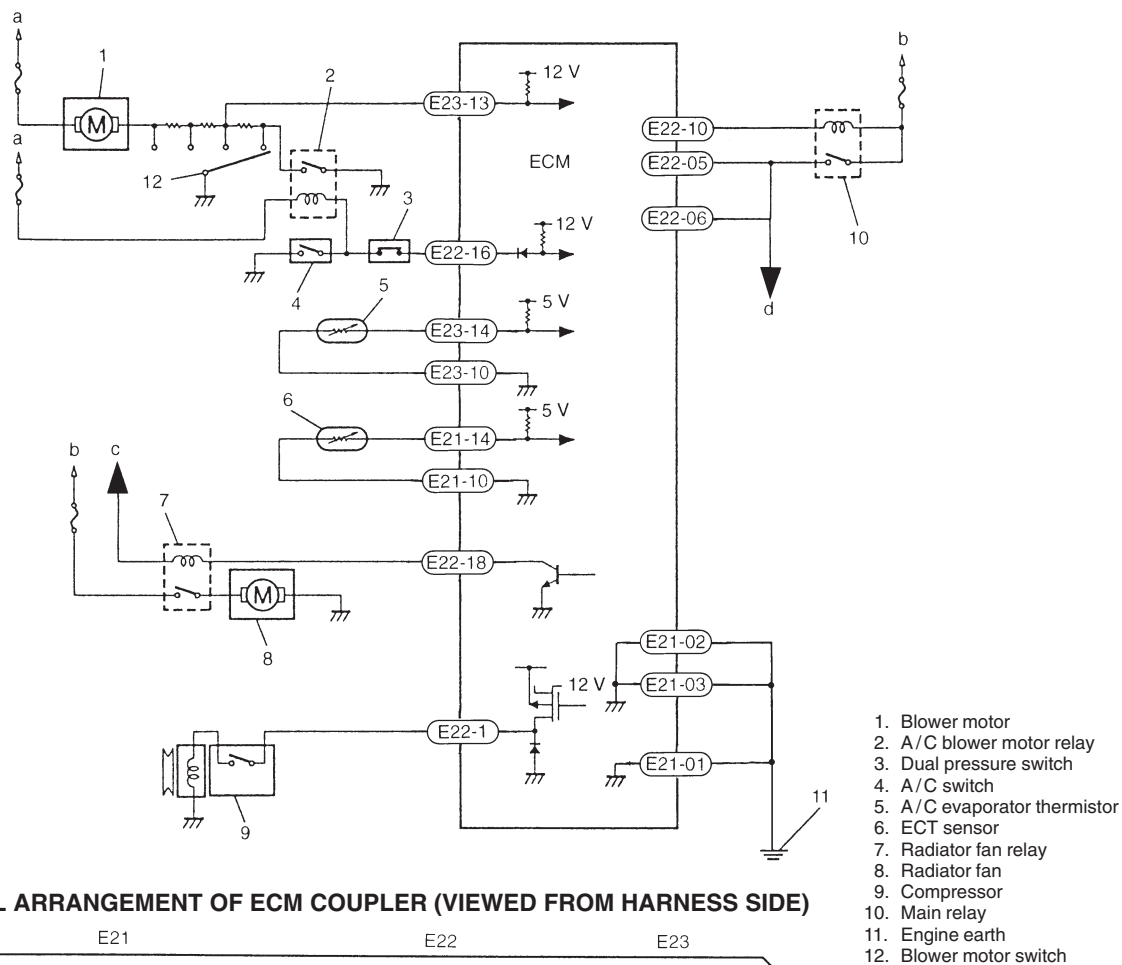 a
1
2
12 V
b
E23-13
M
E22-10
a
ECM
E22-05
12
3
12 V
E22-06
10
E22-16
4
5
5 V
d
E23-14
E23-10
6
5 V
E21-14
b
c
E21-10
7
E22-18
M
8
E21-02
12 V
E21-03
E22-1
E21-01
9
11
1. Blower motor
2. A/C blower motor relay
3. Dual pressure switch
4. A/C switch
5. A/C evaporator thermistor
6. ECT sensor
7. Radiator fan relay
8. Radiator fan
9. Compressor
10. Main relay
11. Engine earth
12. Blower motor switch
L ARRANGEMENT OF ECM COUPLER (VIEWED FROM HARNESS SIDE)
E21
E22
E23